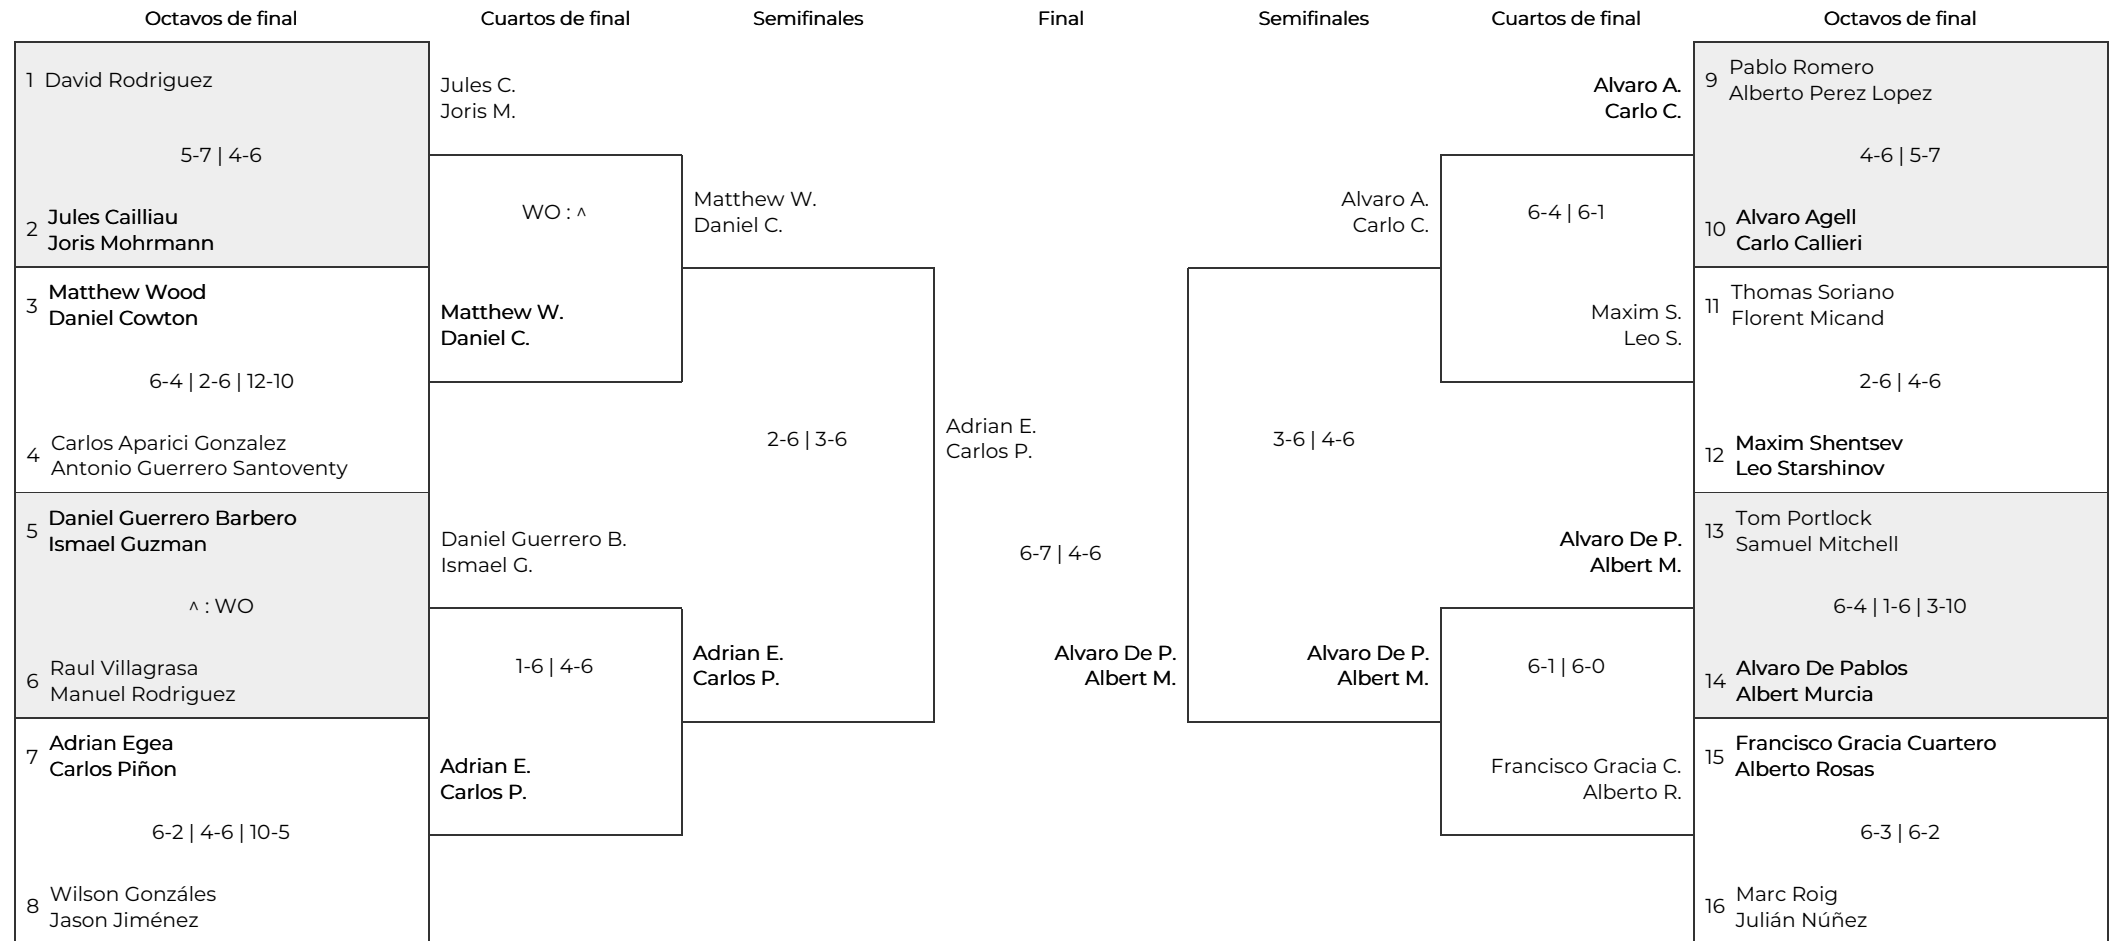 Octavos de final
Cuartos de final
Semifinales
Final
Semifinales
Cuartos de final
Octavos de final
1 David Rodriguez
5-7 | 4-6
2 Jules Cailliau
Joris Mohrmann
3 Matthew Wood
Daniel Cowton
6-4 | 2-6 | 12-10
4 Carlos Aparici Gonzalez
Antonio Guerrero Santoventy
5 Daniel Guerrero Barbero
Ismael Guzman
^ : WO
6 Raul Villagrasa
Manuel Rodriguez
7 Adrian Egea
Carlos Piñon
6-2 | 4-6 | 10-5
8 Wilson Gonzáles
Jason Jiménez
Jules C.
Joris M.
WO : ^
Matthew W.
Daniel C.
Daniel Guerrero B.
Ismael G.
1-6 | 4-6
Adrian E.
Carlos P.
Matthew W.
Daniel C.
2-6 | 3-6
Adrian E.
Carlos P.
Adrian E.
Carlos P.
6-7 | 4-6
Alvaro De P.
Albert M.
Alvaro A.
Carlo C.
3-6 | 4-6
Alvaro De P.
Albert M.
Alvaro A.
Carlo C.
6-4 | 6-1
Maxim S.
Leo S.
Alvaro De P.
Albert M.
6-1 | 6-0
Francisco Gracia C.
Alberto R.
9 Pablo Romero
Alberto Perez Lopez
4-6 | 5-7
10 Alvaro Agell
Carlo Callieri
11 Thomas Soriano
Florent Micand
2-6 | 4-6
12 Maxim Shentsev
Leo Starshinov
13 Tom Portlock
Samuel Mitchell
6-4 | 1-6 | 3-10
14 Alvaro De Pablos
Albert Murcia
15 Francisco Gracia Cuartero
Alberto Rosas
6-3 | 6-2
16 Marc Roig
Julián Núñez